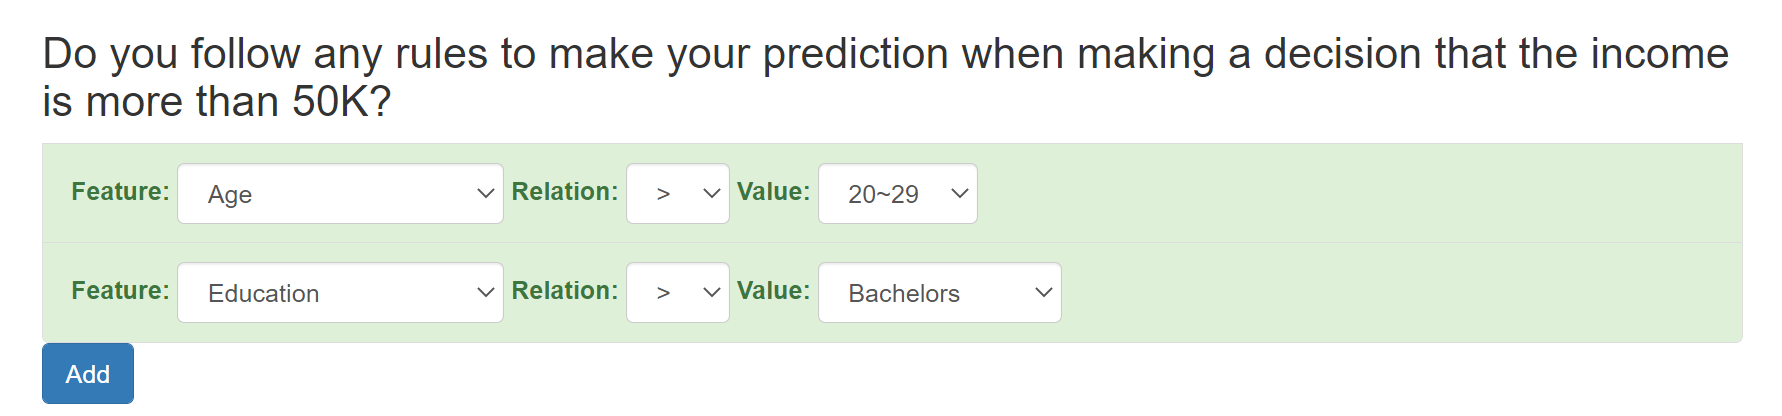 Do you follow any rules to make your prediction when making a decision that the income
is more than 50K?
Feature: Age Relation: > Value: 20~29
Feature: Education Relation: > Value: Bachelors
Add